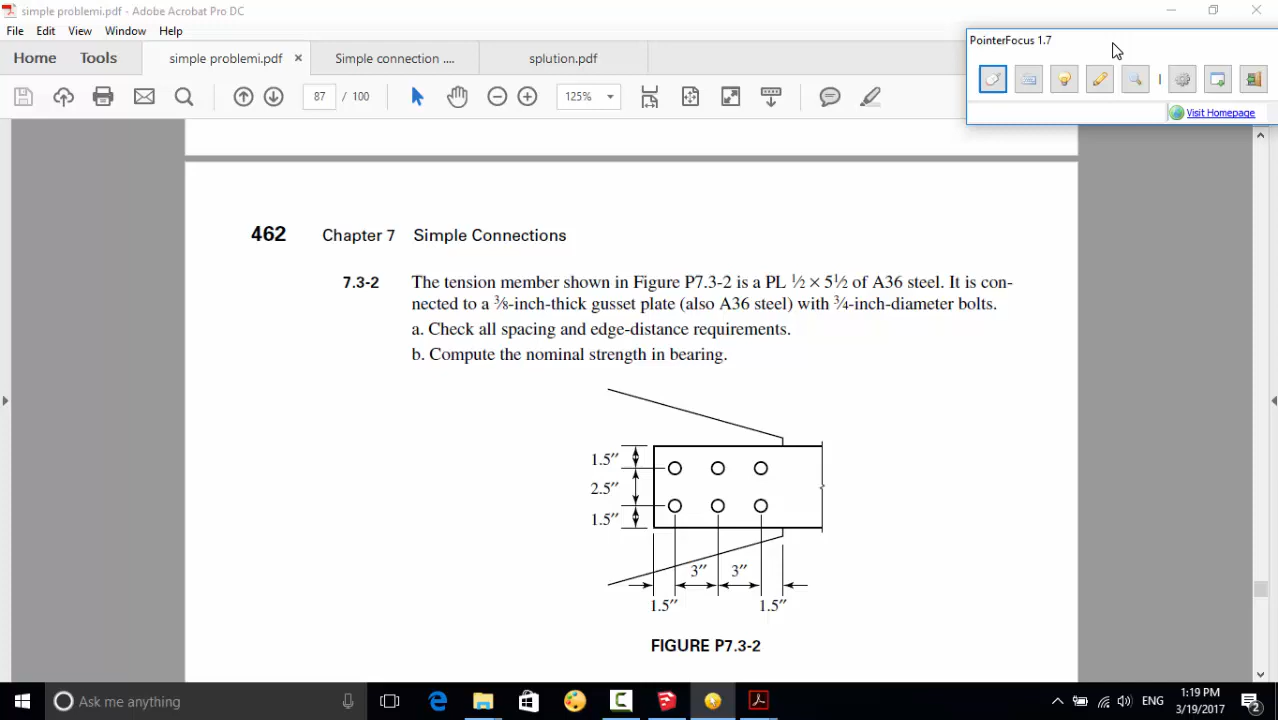 simple problemi.pdf - Adobe Acrobat Pro DC
File Edit View Window Help
PointerFocus 1.7
Home Tools simple problemi.pdf × Simple connection .... splution.pdf
87 / 100 125%
Visit Homepage
462 Chapter 7 Simple Connections
7.3-2 The tension member shown in Figure P7.3-2 is a PL ½ × 5½ of A36 steel. It is con-
nected to a ⅜-inch-thick gusset plate (also A36 steel) with ¾-inch-diameter bolts.
a. Check all spacing and edge-distance requirements.
b. Compute the nominal strength in bearing.
1.5″
2.5″
1.5″
3″ 3″
1.5″ 1.5″
FIGURE P7.3-2
Ask me anything
ENG
1:19 PM
3/19/2017
2